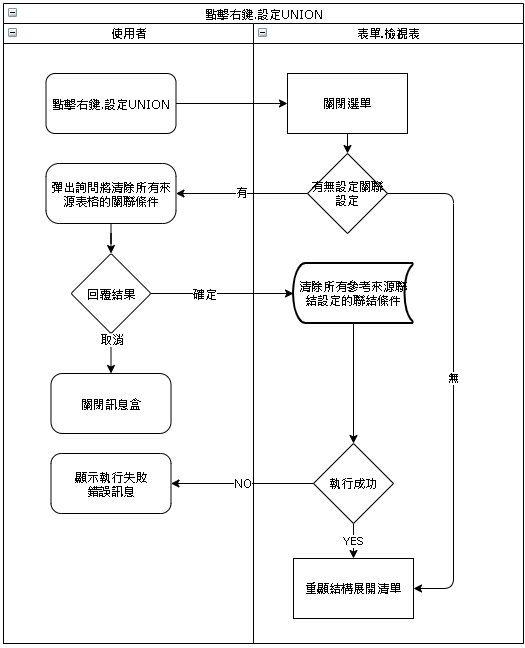 點擊右鍵.設定UNION
使用者
表單.檢視表
點擊右鍵.設定UNION
關閉選單
有無設定關聯
設定
有
彈出詢問將清除所有來
源表格的關聯條件
回覆結果
確定
清除所有參考來源聯
結設定的聯結條件
取消
無
關閉訊息盒
顯示執行失敗
錯誤訊息
NO
執行成功
YES
重顯結構展開清單